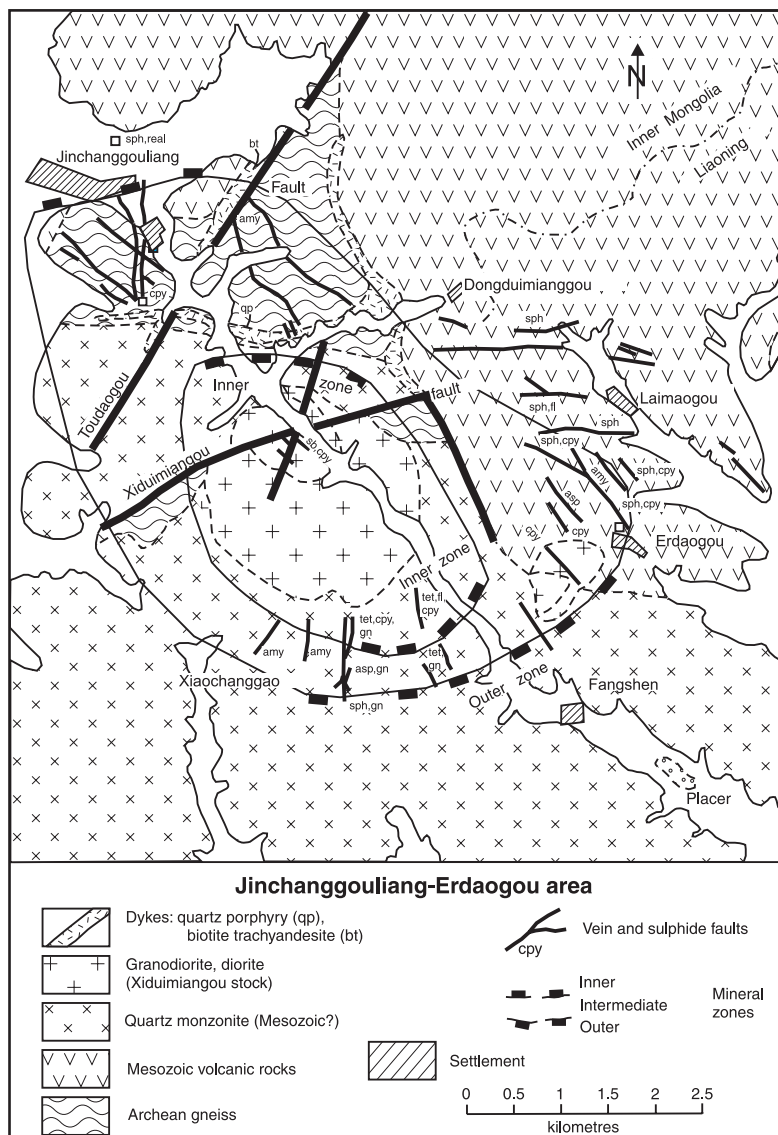 N
Inner Mongolia
Liaoning
sph,real
Jinchanggouliang
bt
Fault
amy
cpy
qp
Dongduimianggou
sph
Inner
zone
Toudaogou
fault
sph,fl
Laimaogou
sph
sph,cpy
sb,cpy
Xiduimiangou
amy
sph,cpy
asp
sph,cpy
cpy
cpy
Erdaogou
Inner zone
tet,fl,
cpy
tet,cpy,
gn
amy
amy
tet,
gn
asp,gn
Xiaochanggao
Outer zone
sph,gn
Fangshen
Placer
Jinchanggouliang-Erdaogou area
Dykes: quartz porphyry (qp),
biotite trachyandesite (bt)
Granodiorite, diorite
(Xiduimiangou stock)
Quartz monzonite (Mesozoic?)
Mesozoic volcanic rocks
Archean gneiss
cpy
Vein and sulphide faults
Inner
Intermediate
Outer
Mineral
zones
Settlement
0 0.5 1 1.5 2 2.5
kilometres